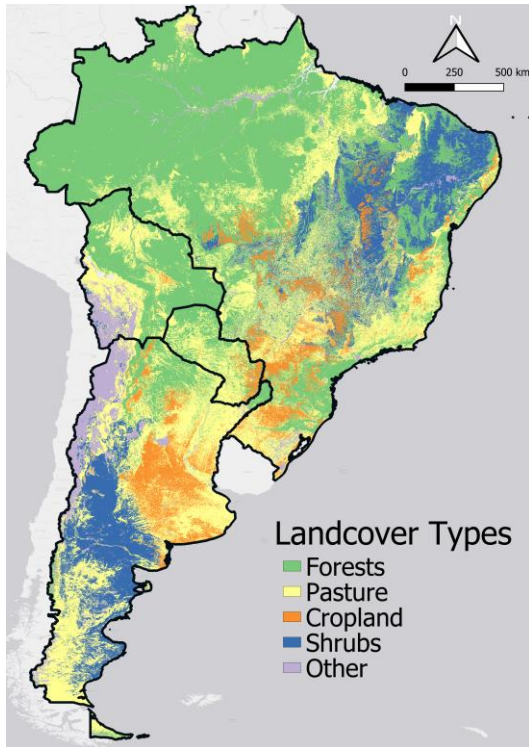 N
0 250 500 km
Landcover Types
Forests
Pasture
Cropland
Shrubs
Other